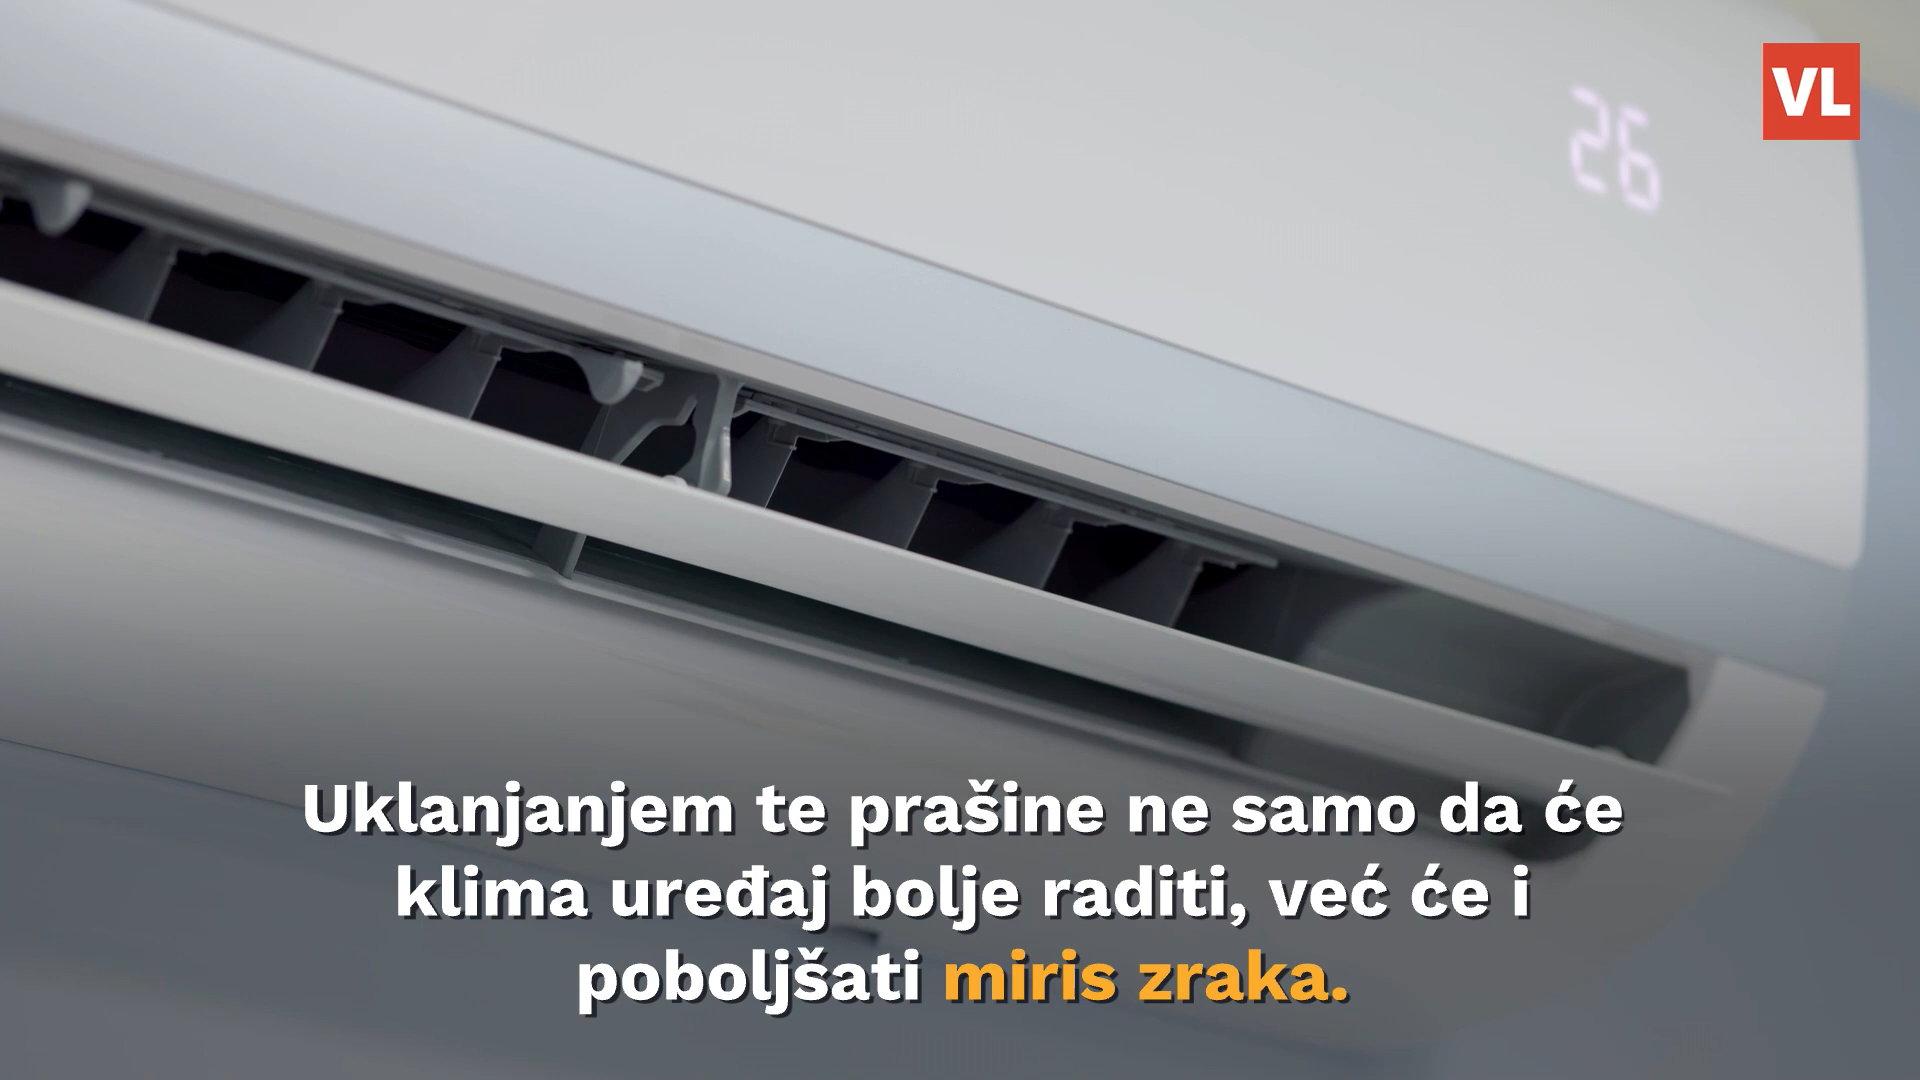 VL
26
Uklanjanjem te prašine ne samo da će
klima uređaj bolje raditi, već će i
poboljšati miris zraka.